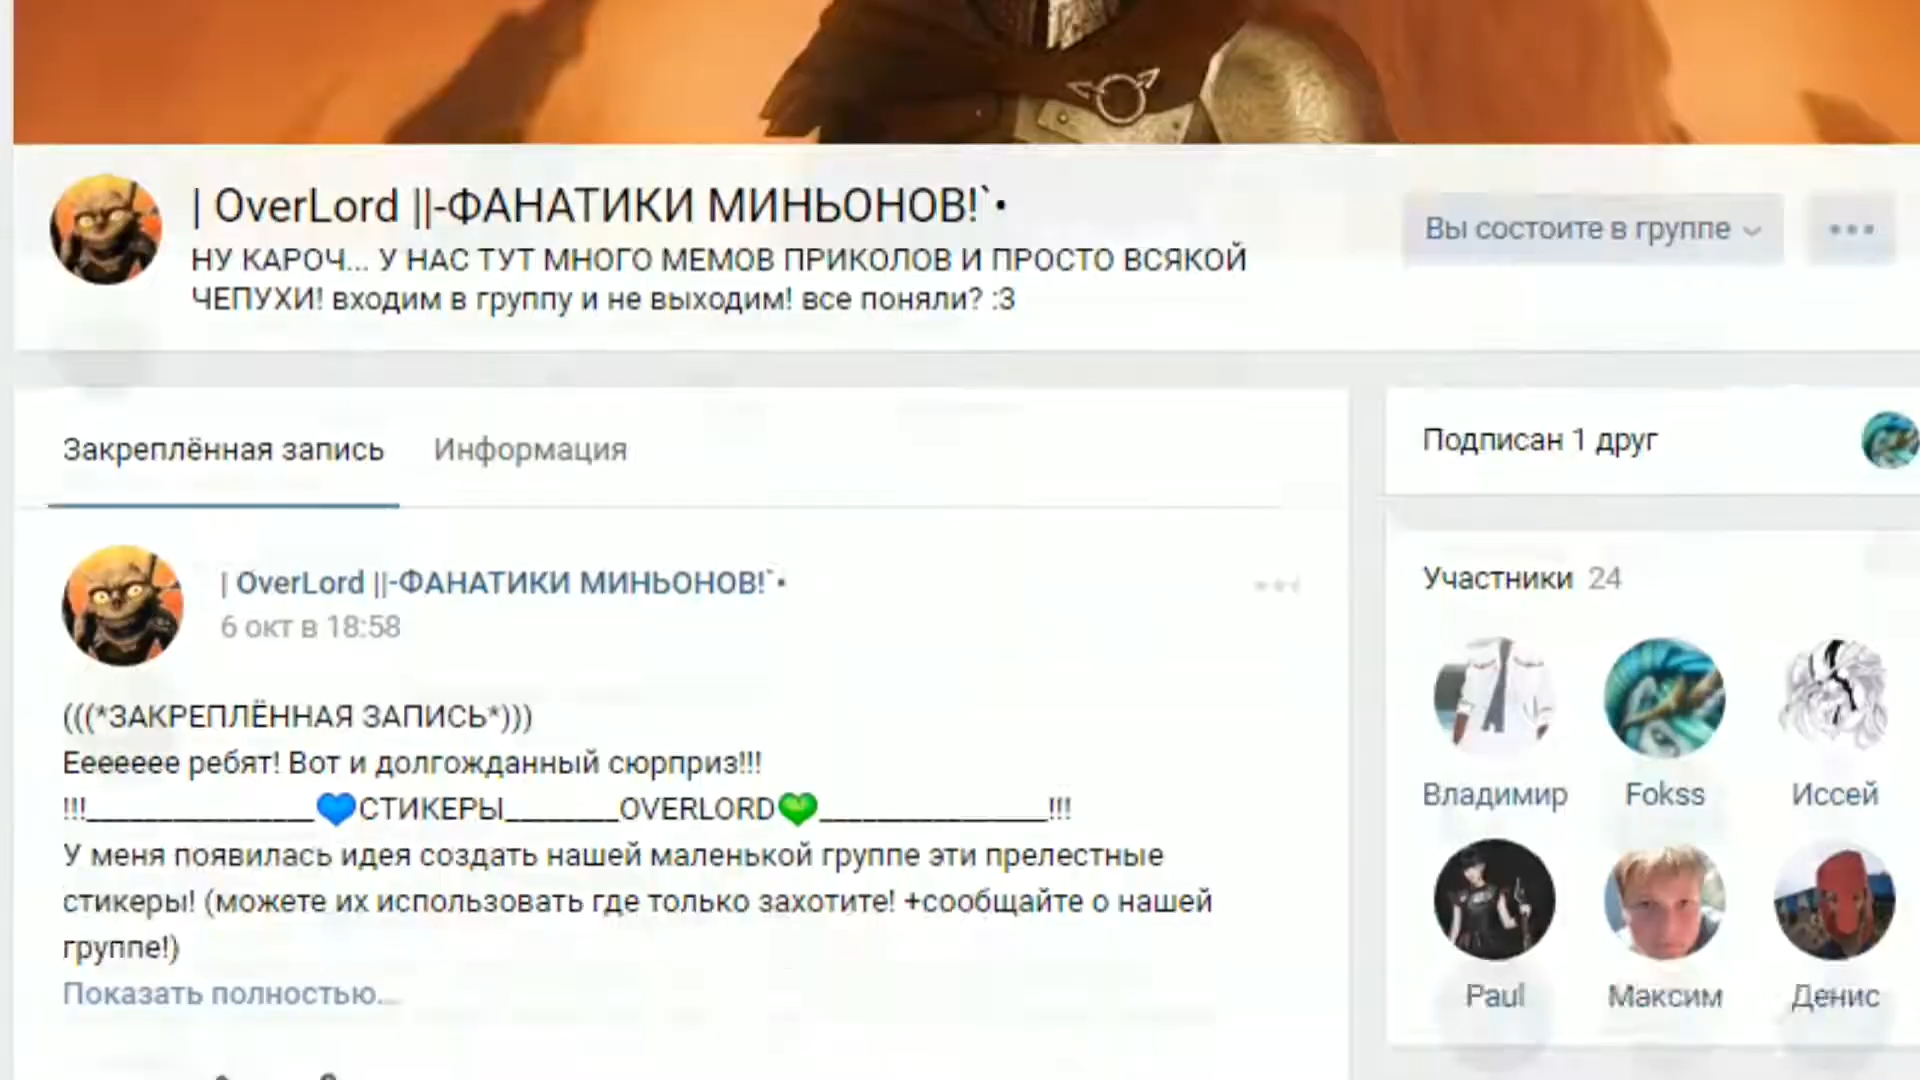 | OverLord ||-ФАНАТИКИ МИНЬОНОВ!`•
НУ КАРОЧ... У НАС ТУТ МНОГО МЕМОВ ПРИКОЛОВ И ПРОСТО ВСЯКОЙ
ЧЕПУХИ! входим в группу и не выходим! все поняли? :3
Вы состоите в группе
Закреплённая запись
Информация
| OverLord ||-ФАНАТИКИ МИНЬОНОВ!`•
6 окт в 18:58
(((*ЗАКРЕПЛЁННАЯ ЗАПИСЬ*)))
Еееееее ребят! Вот и долгожданный сюрприз!!!
!!!________________💙СТИКЕРЫ________OVERLORD💚________________!!!
У меня появилась идея создать нашей маленькой группе эти прелестные
стикеры! (можете их использовать где только захотите! +сообщайте о нашей
группе!)
Показать полностью...
Подписан 1 друг
Участники 24
Владимир
Fokss
Иссей
Paul
Максим
Денис